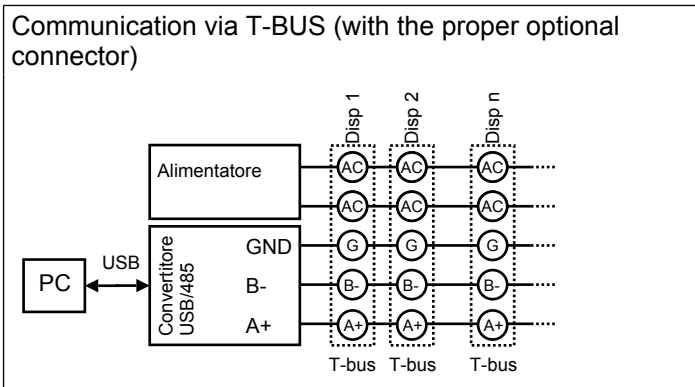 Communication via T-BUS (with the proper optional
connector)
Disp 1
Disp 2
Disp n
Alimentatore
AC AC AC
AC AC AC
Convertitore
USB/485
GND G G G
PC USB B- B- B- B-
A+ A+ A+ A+
T-bus T-bus T-bus